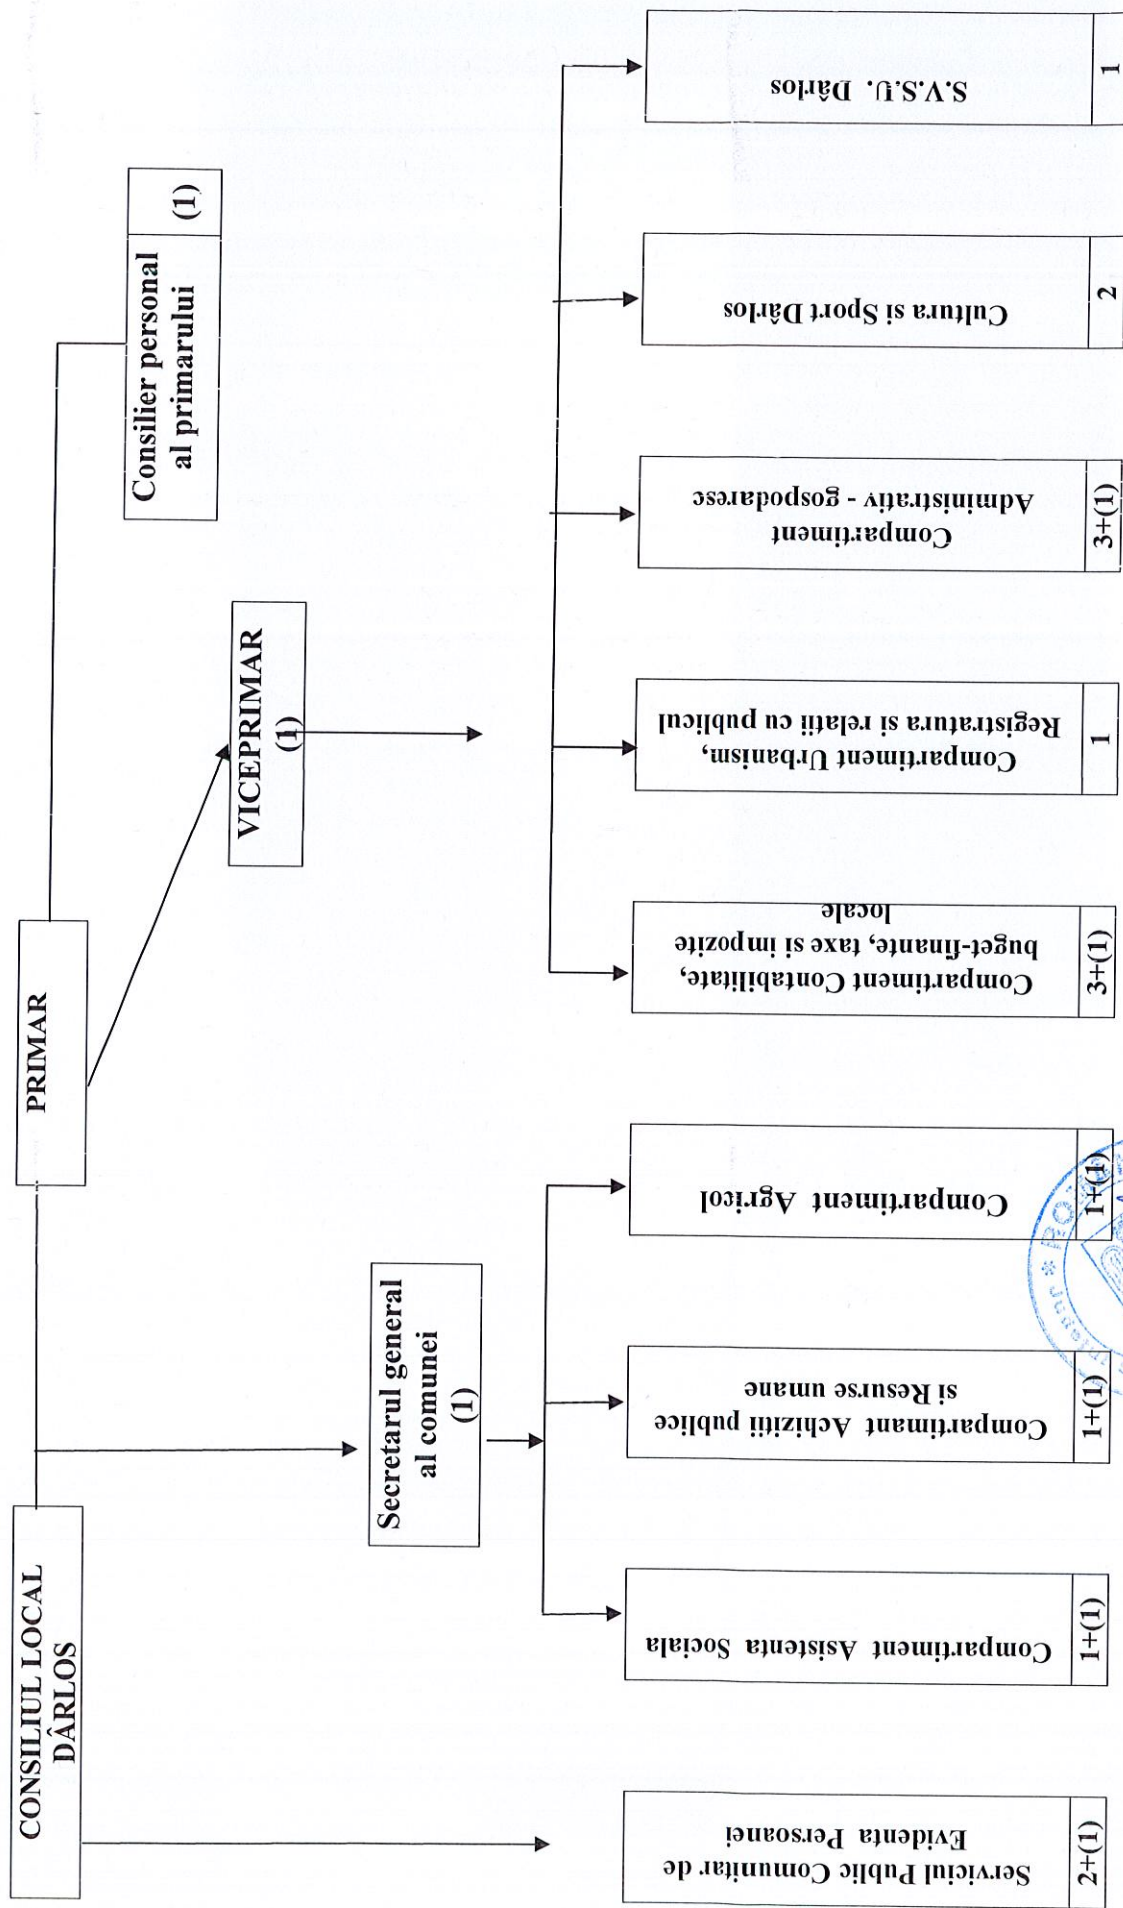 CONSILIUL LOCAL
DÂRLOS
PRIMAR
Consilier personal
al primarului
(1)
VICEPRIMAR
(1)
Secretarul general
al comunei
(1)
Serviciul Public Comunitar de
Evidenta Persoanei
2+(1)
Compartiment Asistenta Sociala
1+(1)
Compartimant Achizitii publice
si Resurse umane
1+(1)
Compartiment Agricol
1+(1)
Compartiment Contabilitate,
buget-finante, taxe si impozite
locale
3+(1)
Compartiment Urbanism,
Registratura si relatii cu publicul
1
Compartiment
Administrativ - gospodaresc
3+(1)
Cultura si Sport Dârlos
2
S.V.S.U. Dârlos
1